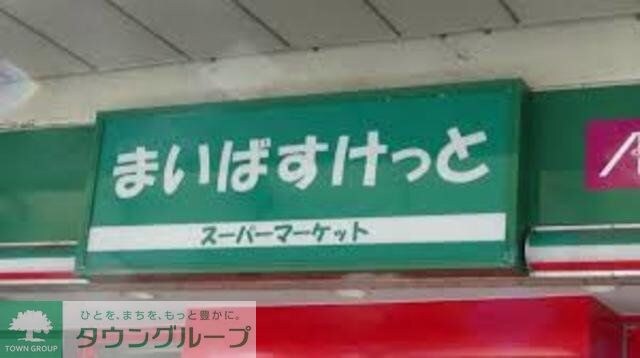 まいばすけっと
スーパーマーケット
ひとを、まちを、もっと豊かに。
タウングループ
TOWN GROUP